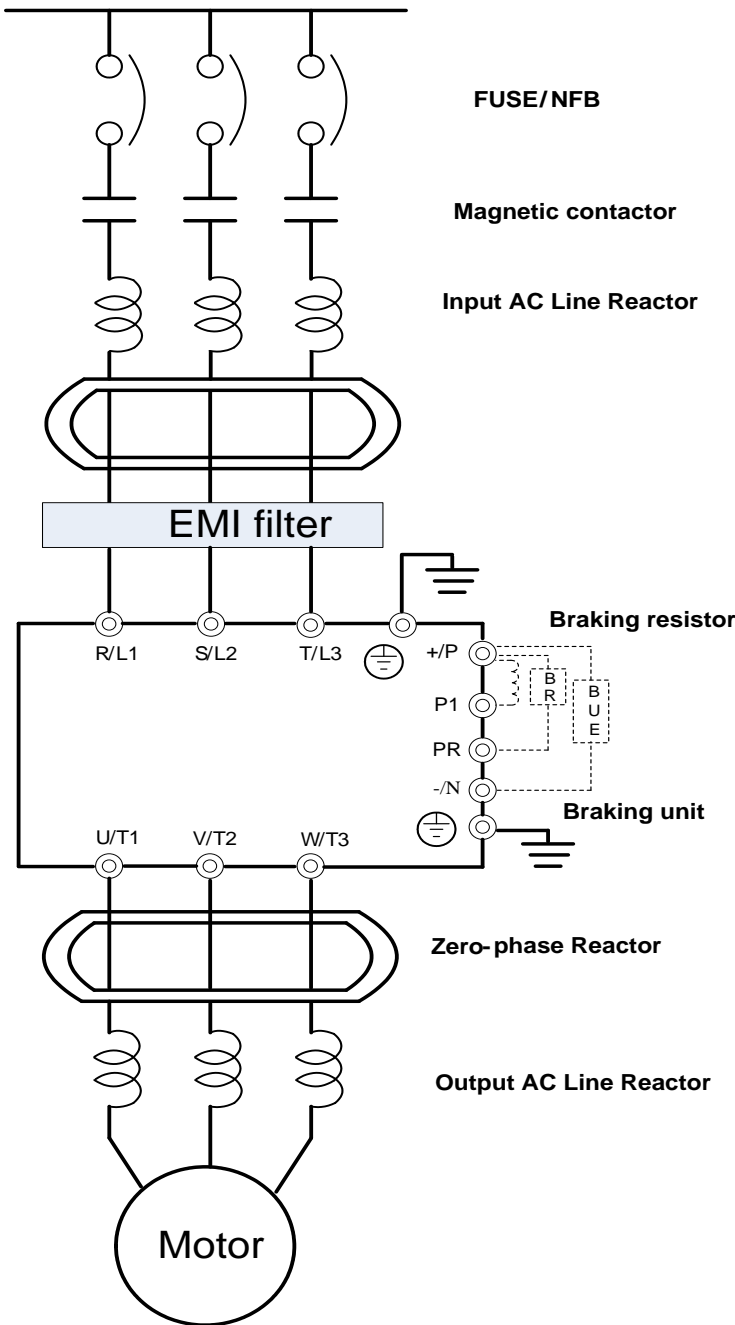 FUSE/NFB
Magnetic contactor
Input AC Line Reactor
EMI filter
Braking resistor
R/L1 S/L2 T/L3 +/P
B
R
B
U
E
P1
PR
-/N
Braking unit
U/T1 V/T2 W/T3
Zero-phase Reactor
Output AC Line Reactor
Motor